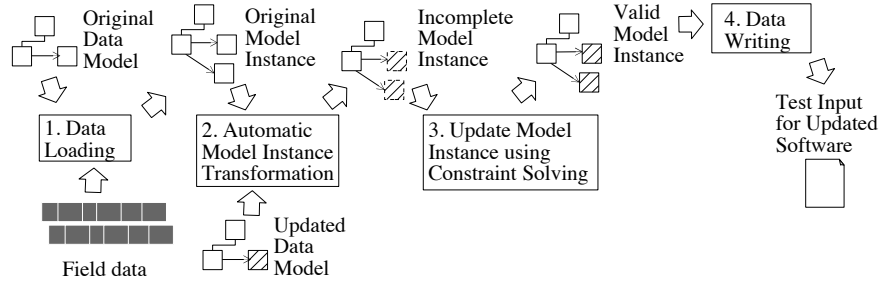 Original
Data
Model
Original
Model
Instance
Incomplete
Model
Instance
Valid
Model
Instance
4. Data
Writing
1. Data
Loading
2. Automatic
Model Instance
Transformation
3. Update Model
Instance using
Constraint Solving
Test Input
for Updated
Software
Field data
Updated
Data
Model